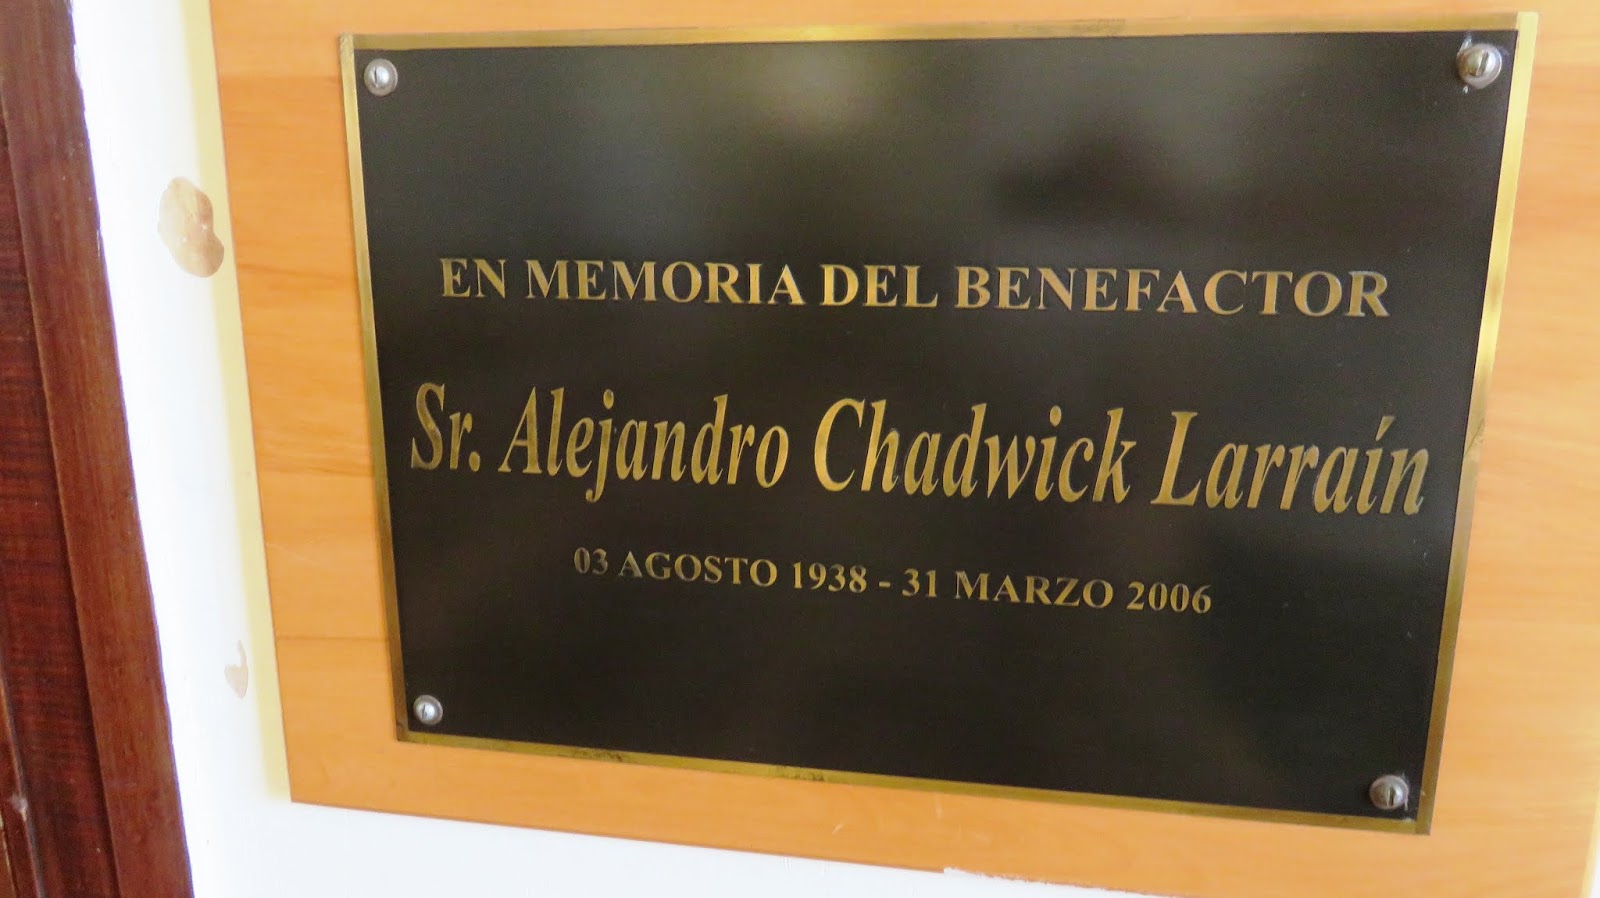 EN MEMORIA DEL BENEFACTOR
Sr. Alejandro Chadwick Larraín
03 AGOSTO 1938 - 31 MARZO 2006